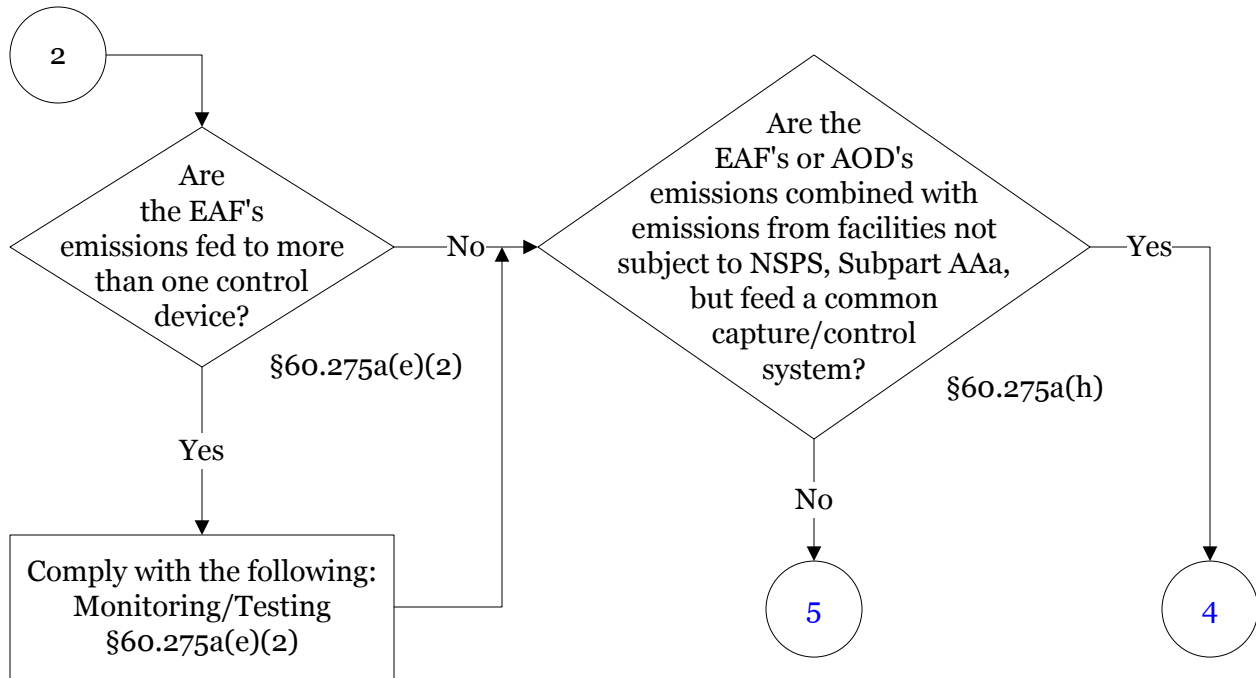 2
Are
the EAF's
emissions fed to more
than one control
device?
§60.275a(e)(2)
No
Yes
Comply with the following:
Monitoring/Testing
§60.275a(e)(2)
Are the
EAF's or AOD's
emissions combined with
emissions from facilities not
subject to NSPS, Subpart AAa,
but feed a common
capture/control
system?
§60.275a(h)
Yes
No
5
4